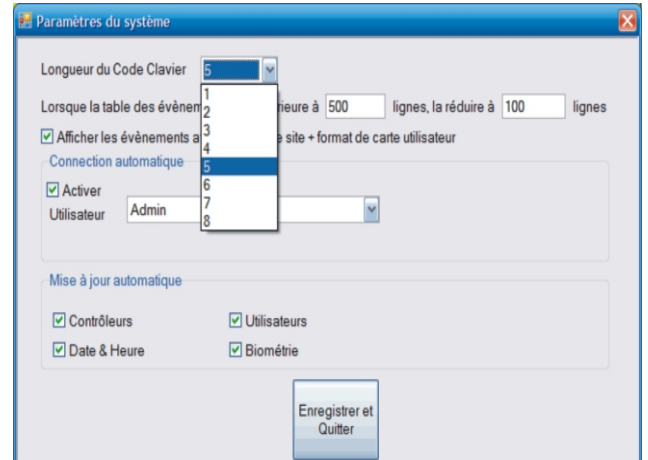 Paramètres du système
Longueur du Code Clavier 5
1
2
3
4
5
6
7
8
Lorsque la table des évènem rieure à 500 lignes, la réduire à 100 lignes
Afficher les évènements a e site + format de carte utilisateur
Connection automatique
Activer
Utilisateur Admin
Mise à jour automatique
Contrôleurs Utilisateurs
Date & Heure Biométrie
Enregistrer et
Quitter